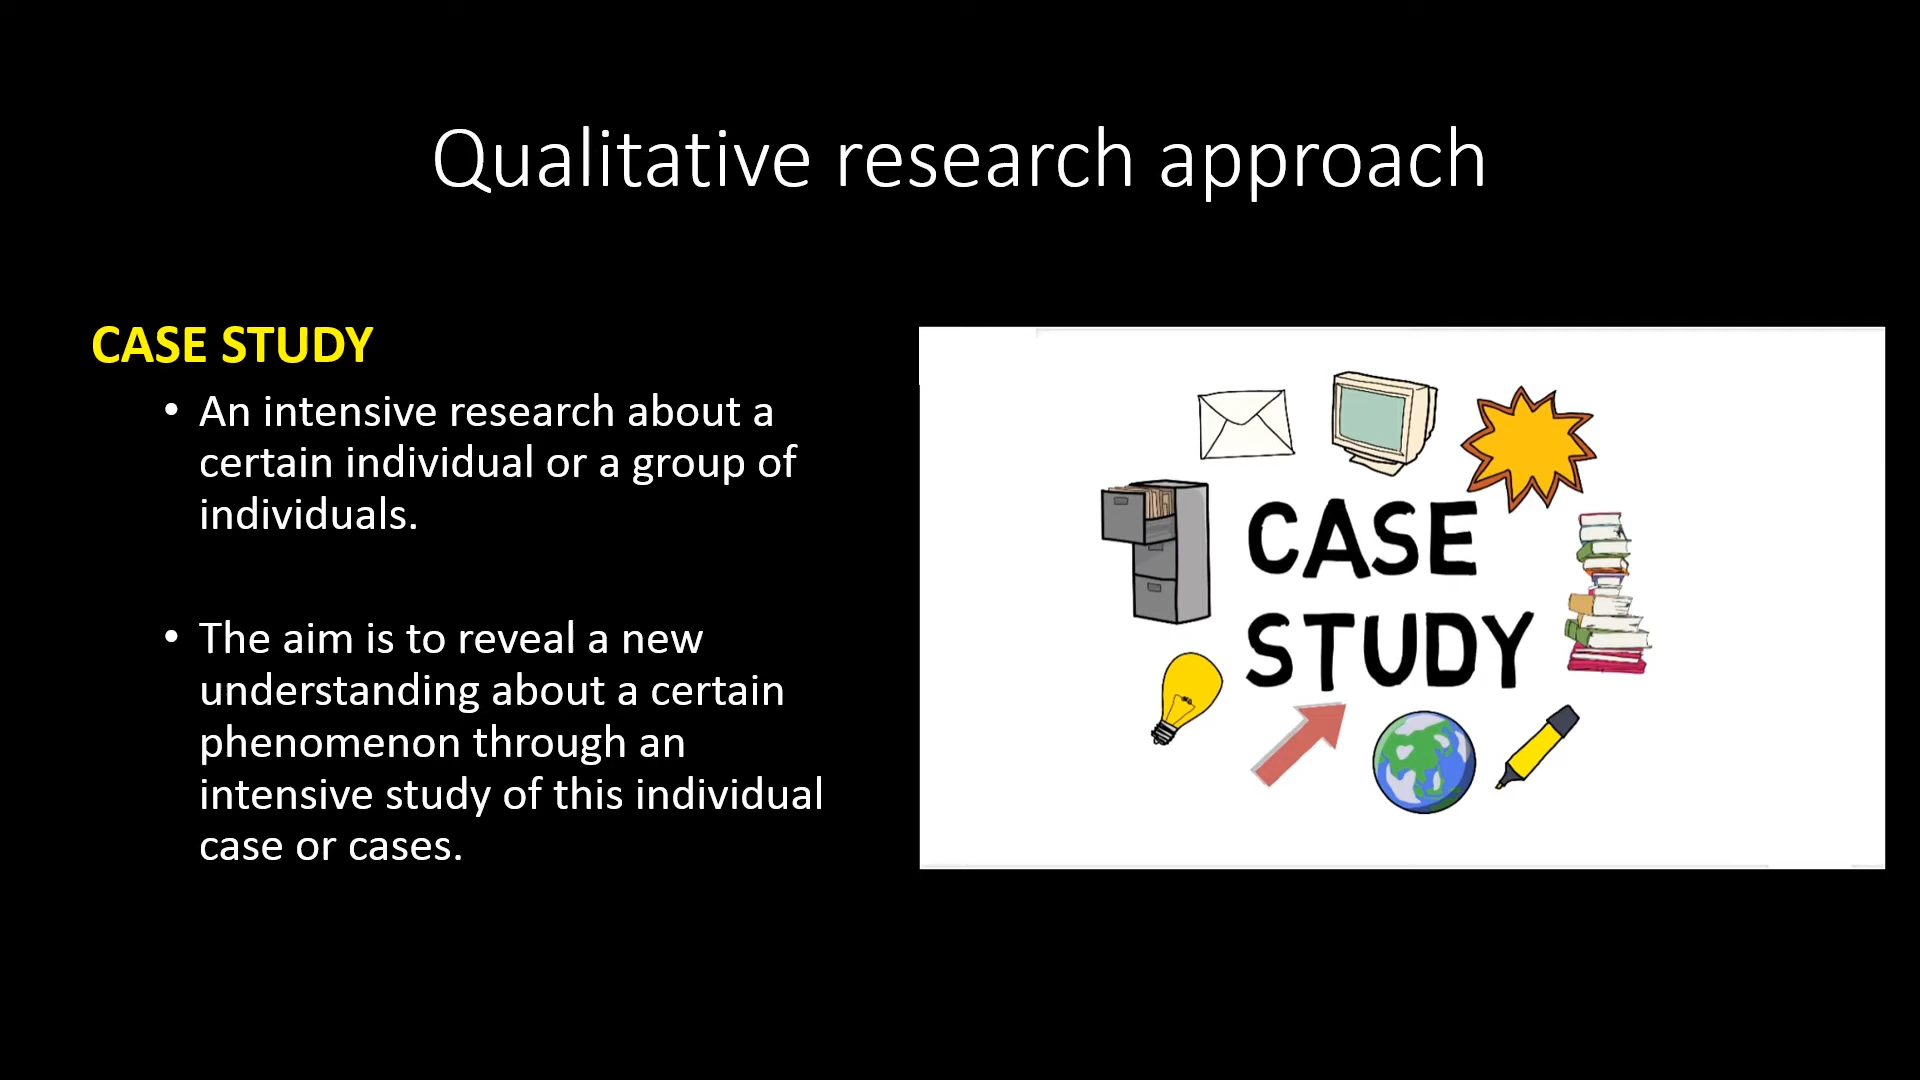 Qualitative research approach
CASE STUDY
• An intensive research about a
certain individual or a group of
individuals.
• The aim is to reveal a new
understanding about a certain
phenomenon through an
intensive study of this individual
case or cases.
CASE
STUDY